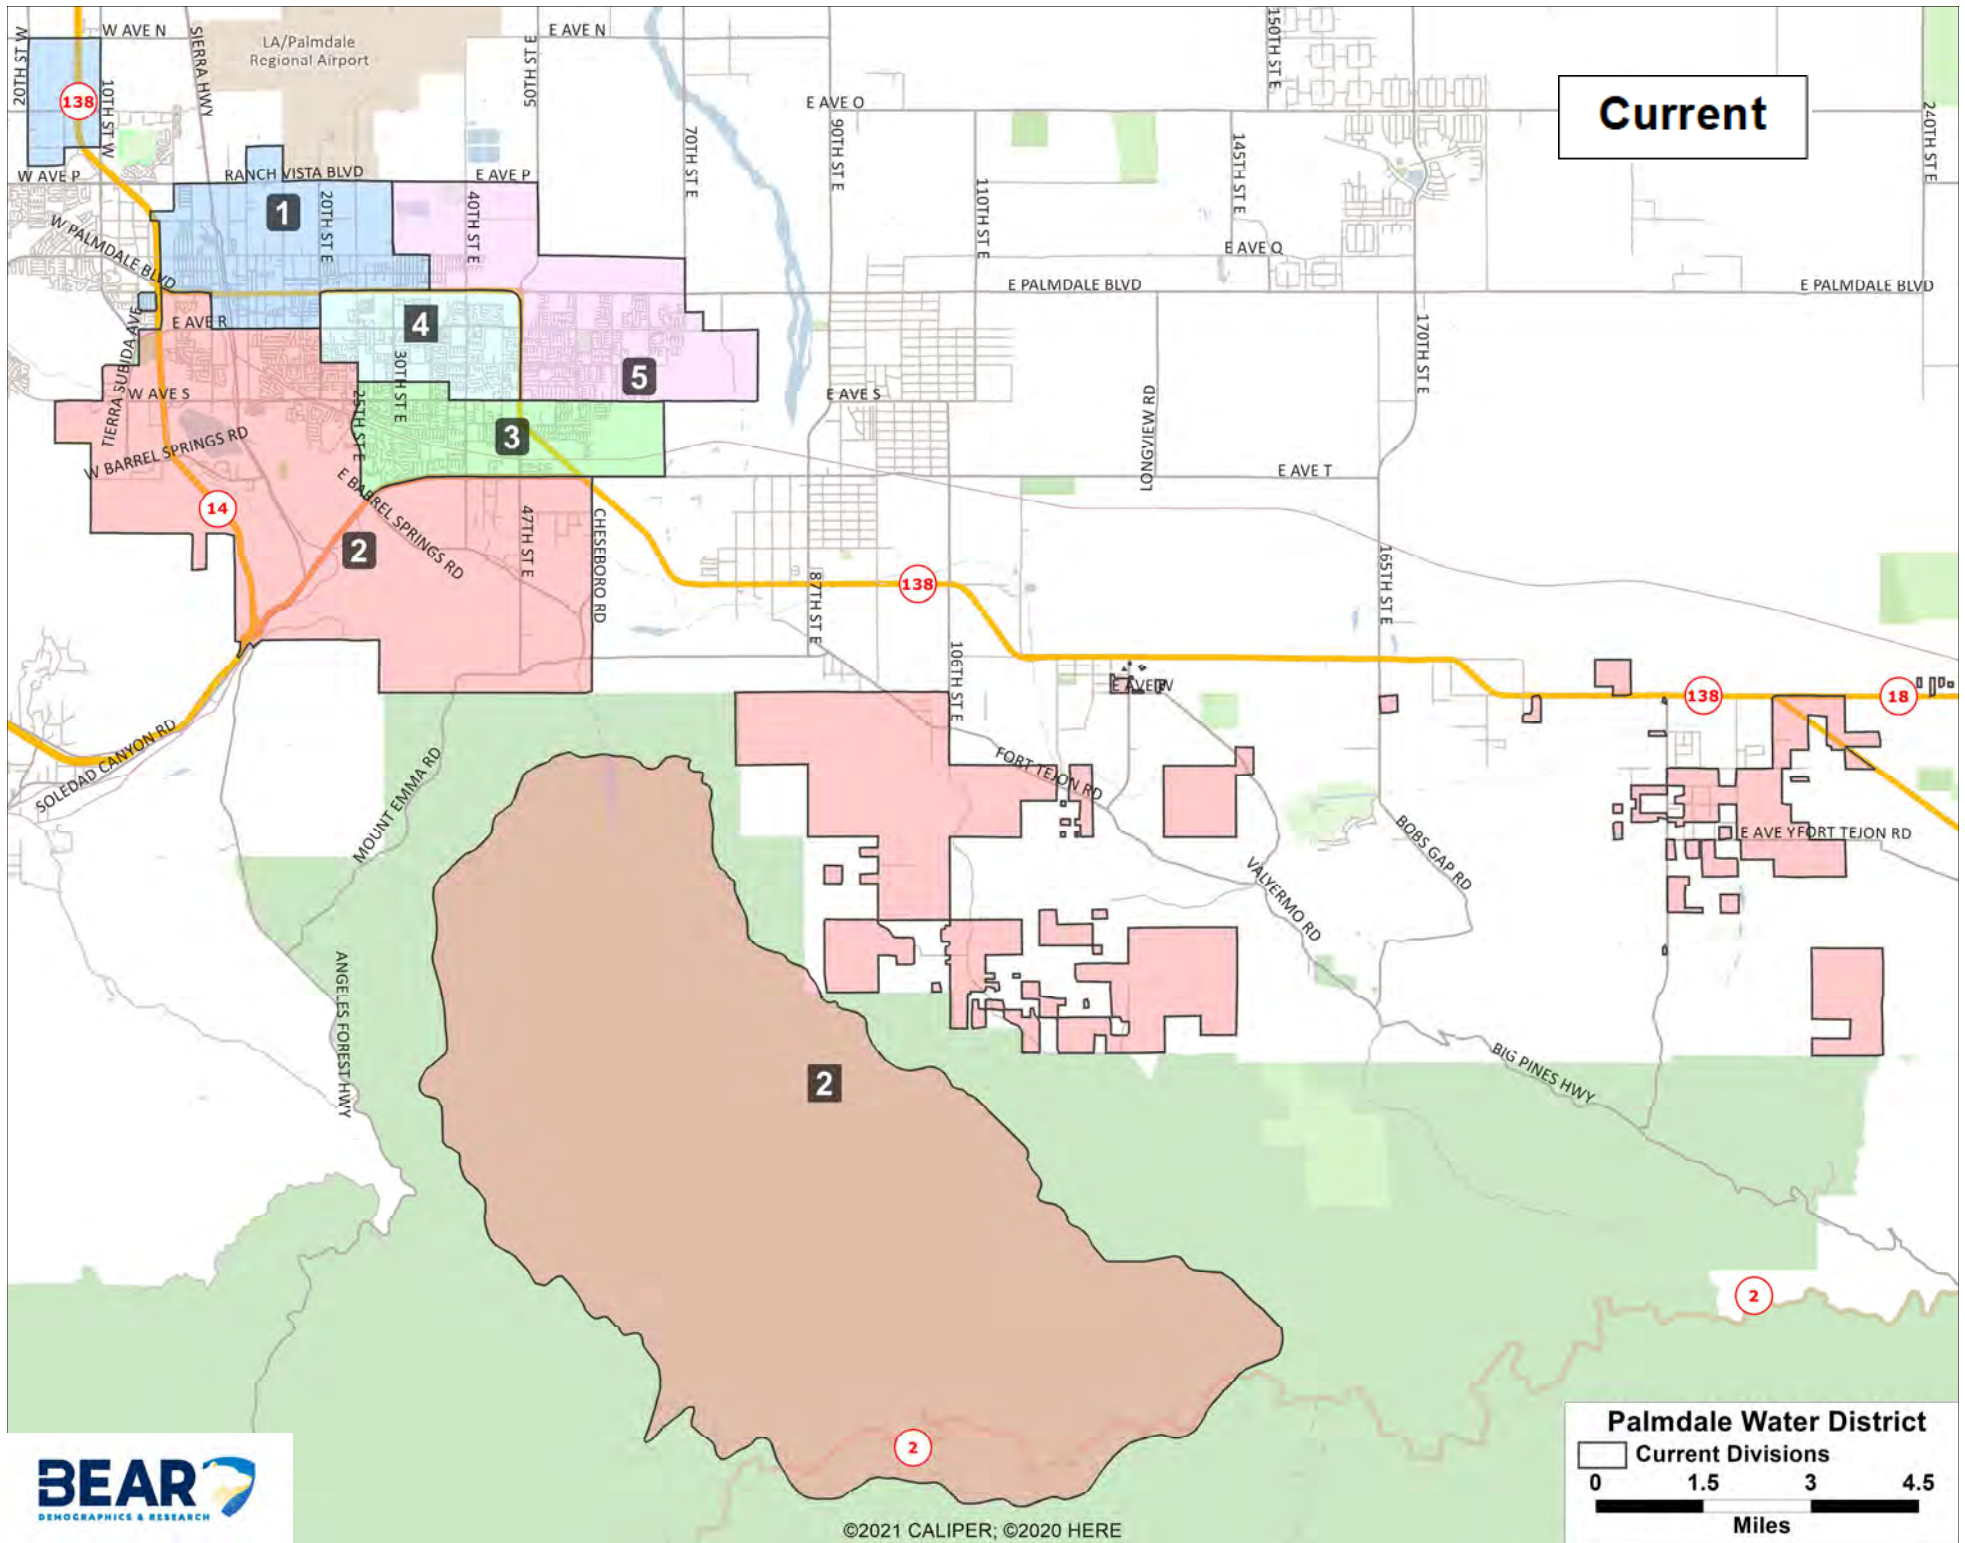 W AVE N
E AVE N
LA/Palmdale
Regional Airport
20TH ST W
138
10TH ST W
SIERRA HWY
50TH ST E
150TH ST E
Current
E AVE O
240TH ST E
70TH ST E
90TH ST E
145TH ST E
110TH ST E
W AVE P
RANCH VISTA BLVD
E AVE P
1
20TH ST E
40TH ST E
W PALMDALE BLVD
E AVE Q
E PALMDALE BLVD
E PALMDALE BLVD
E AVE R
4
TIERRA SUBIDA AVE
30TH ST E
5
170TH ST E
W AVE S
E AVE S
25TH ST E
3
LONGVIEW RD
W BARREL SPRINGS RD
E AVE T
E BARREL SPRINGS RD
14
2
47TH ST E
CHESEBORO RD
87TH ST E
138
165TH ST E
106TH ST E
E AVE W
138
18
SOLEDAD CANYON RD
MOUNT EMMA RD
FORT TEJON RD
BOBS GAP RD
E AVE Y
FORT TEJON RD
VALYERMO RD
ANGELES FOREST HWY
2
BIG PINES HWY
2
2
Palmdale Water District
Current Divisions
0 1.5 3 4.5
Miles
BEAR
DEMOGRAPHICS & RESEARCH
©2021 CALIPER; ©2020 HERE